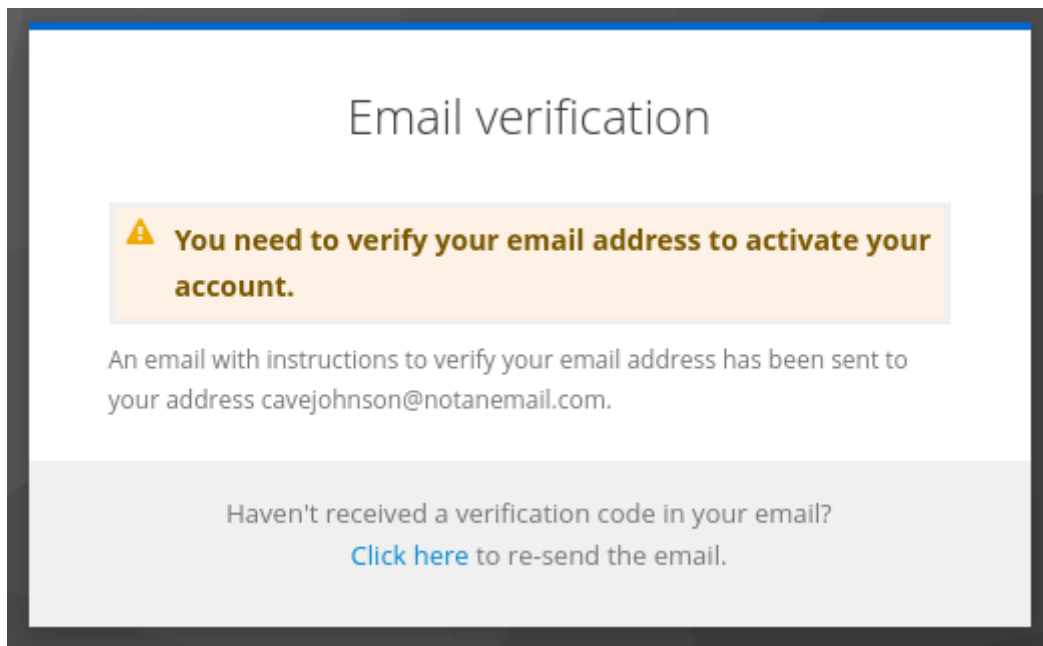 Email verification
You need to verify your email address to activate your
account.
An email with instructions to verify your email address has been sent to
your address cavejohnson@notanemail.com.
Haven't received a verification code in your email?
Click here to re-send the email.